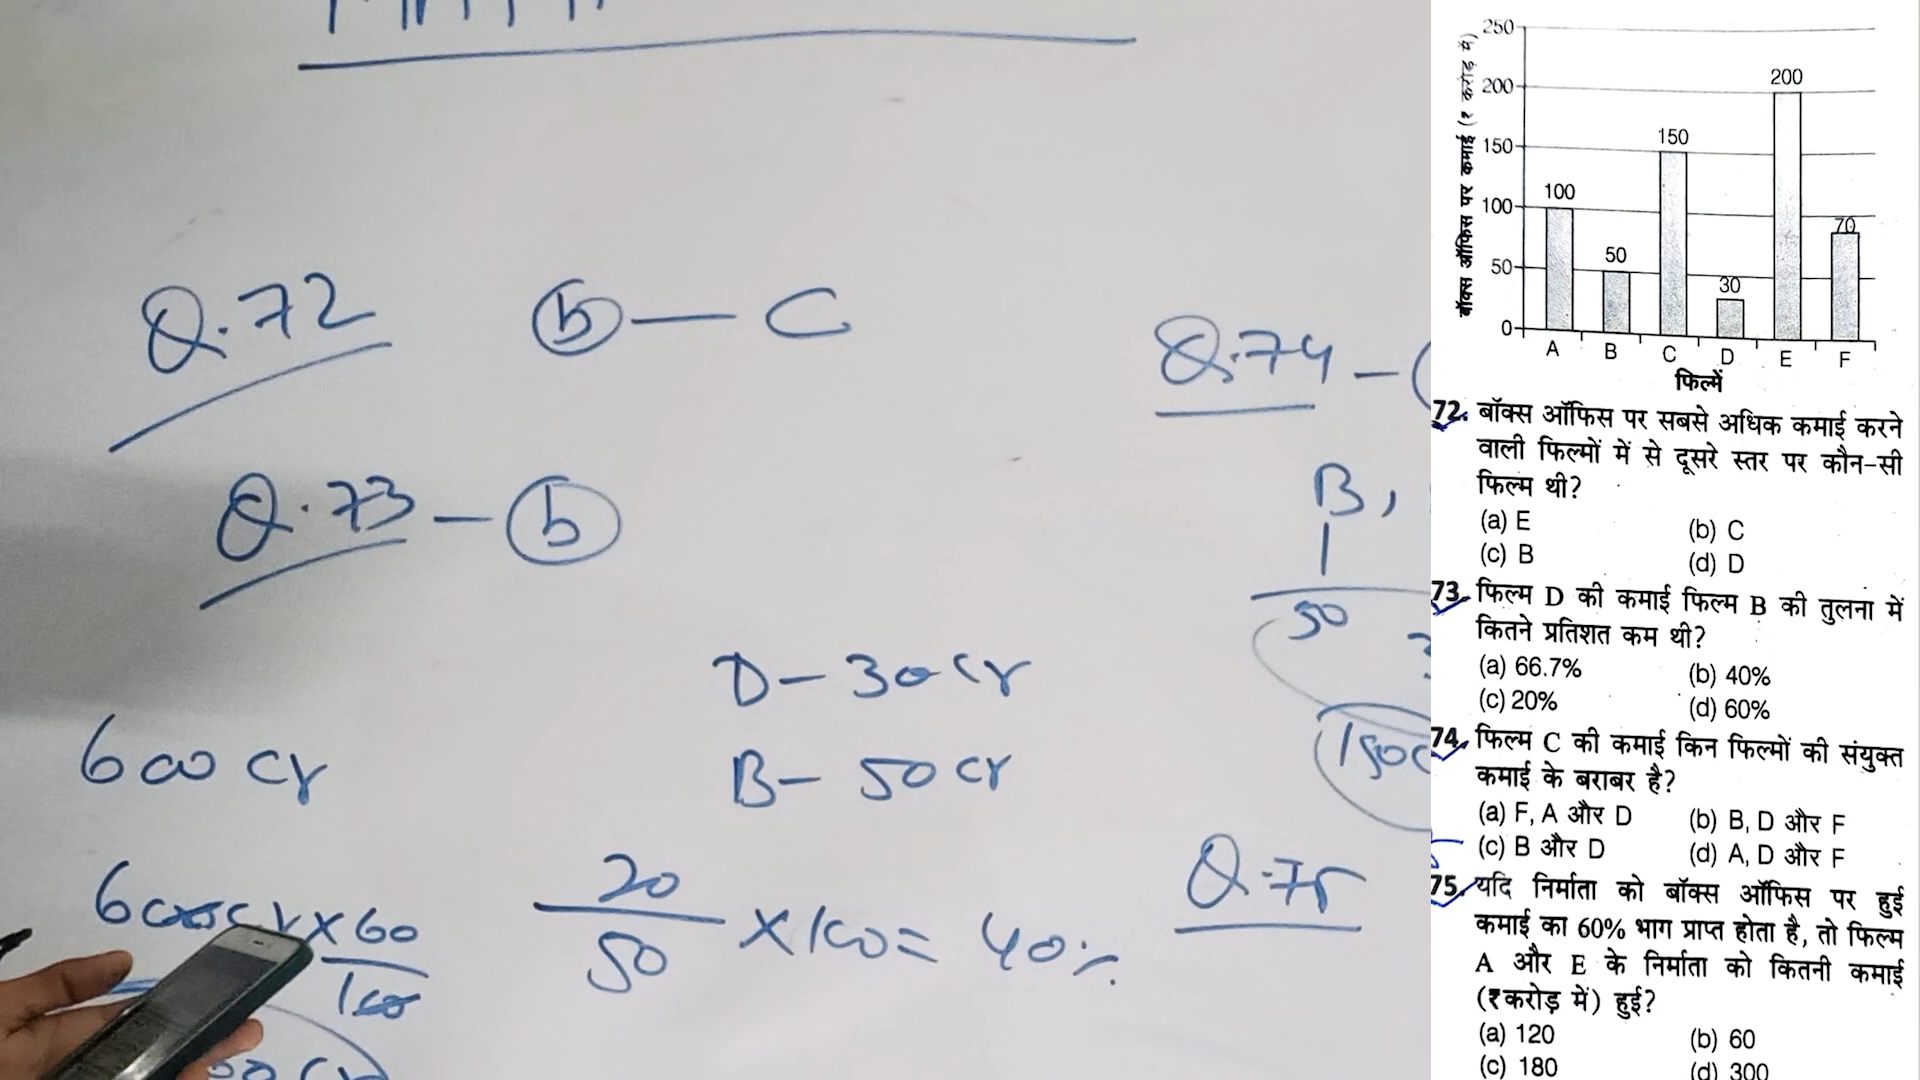 Q.72 (b) — C
Q.73 — (b)
D - 30 cr
B - 50 cr
600 cr
20
50
× 100 = 40%
600 cr × 60
100
Q.74 —
B,
50
Q.75
बॉक्स ऑफिस पर कमाई (₹ करोड़ में)
250
200
150
100
50
0
100
50
150
30
200
70
A B C D E F
फिल्में
72. बॉक्स ऑफिस पर सबसे अधिक कमाई करने
वाली फिल्मों में से दूसरे स्तर पर कौन-सी
फिल्म थी?
(a) E (b) C
(c) B (d) D
73. फिल्म D की कमाई फिल्म B की तुलना में
कितने प्रतिशत कम थी?
(a) 66.7% (b) 40%
(c) 20% (d) 60%
74. फिल्म C की कमाई किन फिल्मों की संयुक्त
कमाई के बराबर है?
(a) F, A और D (b) B, D और F
(c) B और D (d) A, D और F
75. यदि निर्माता को बॉक्स ऑफिस पर हुई
कमाई का 60% भाग प्राप्त होता है, तो फिल्म
A और E के निर्माता को कितनी कमाई
(₹करोड़ में) हुई?
(a) 120 (b) 60
(c) 180 (d) 300